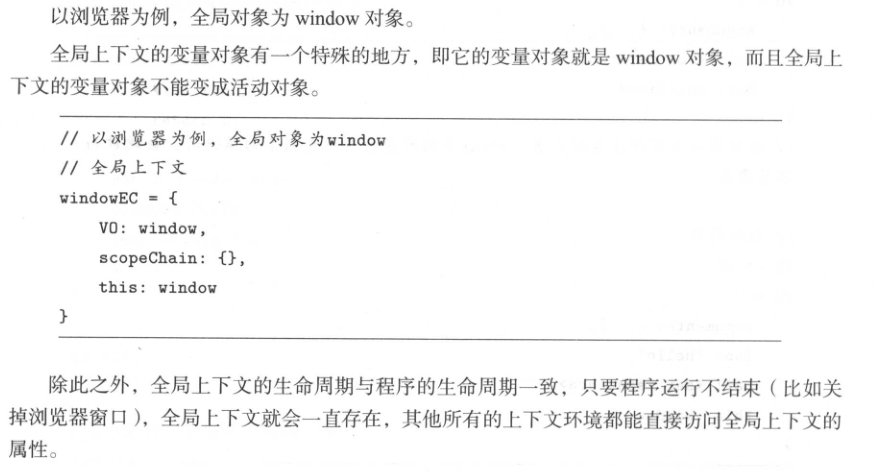 以浏览器为例，全局对象为 window 对象。
全局上下文的变量对象有一个特殊的地方，即它的变量对象就是 window 对象，而且全局上
下文的变量对象不能变成活动对象。
// 以浏览器为例，全局对象为window
// 全局上下文
windowEC = {
    VO: window,
    scopeChain: {},
    this: window
}
除此之外，全局上下文的生命周期与程序的生命周期一致，只要程序运行不结束（比如关
掉浏览器窗口），全局上下文就会一直存在，其他所有的上下文环境都能直接访问全局上下文的
属性。